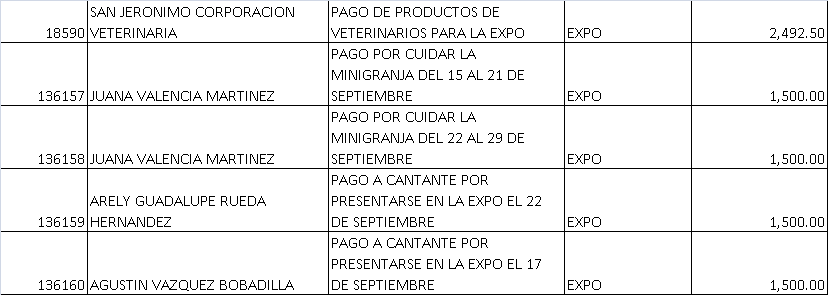 SAN JERONIMO CORPORACION PAGO DE PRODUCTOS DE
18590 VETERINARIA VETERINARIOS PARA LA EXPO EXPO 2,492.50
PAGO POR CUIDAR LA
MINIGRANJA DEL 15 AL 21 DE
136157 JUANA VALENCIA MARTINEZ SEPTIEMBRE EXPO 1,500.00
PAGO POR CUIDAR LA
MINIGRANJA DEL 22 AL 29 DE
136158 JUANA VALENCIA MARTINEZ SEPTIEMBRE EXPO 1,500.00
PAGO A CANTANTE POR
ARELY GUADALUPE RUEDA PRESENTARSE EN LA EXPO EL 22
136159 HERNANDEZ DE SEPTIEMBRE EXPO 1,500.00
PAGO A CANTANTE POR
PRESENTARSE EN LA EXPO EL 17
136160 AGUSTIN VAZQUEZ BOBADILLA DE SEPTIEMBRE EXPO 1,500.00